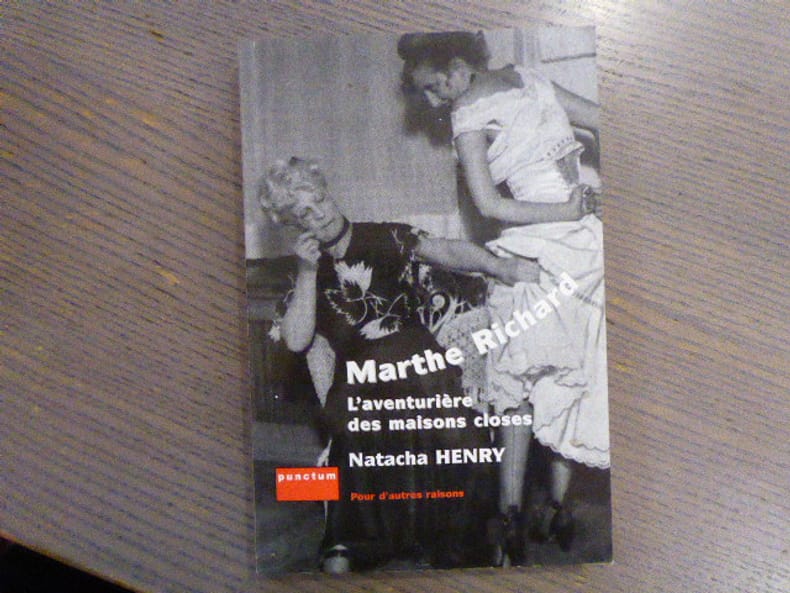 Marthe Richard
L'aventurière
des maisons closes
Natacha HENRY
punctum
Pour d'autres raisons